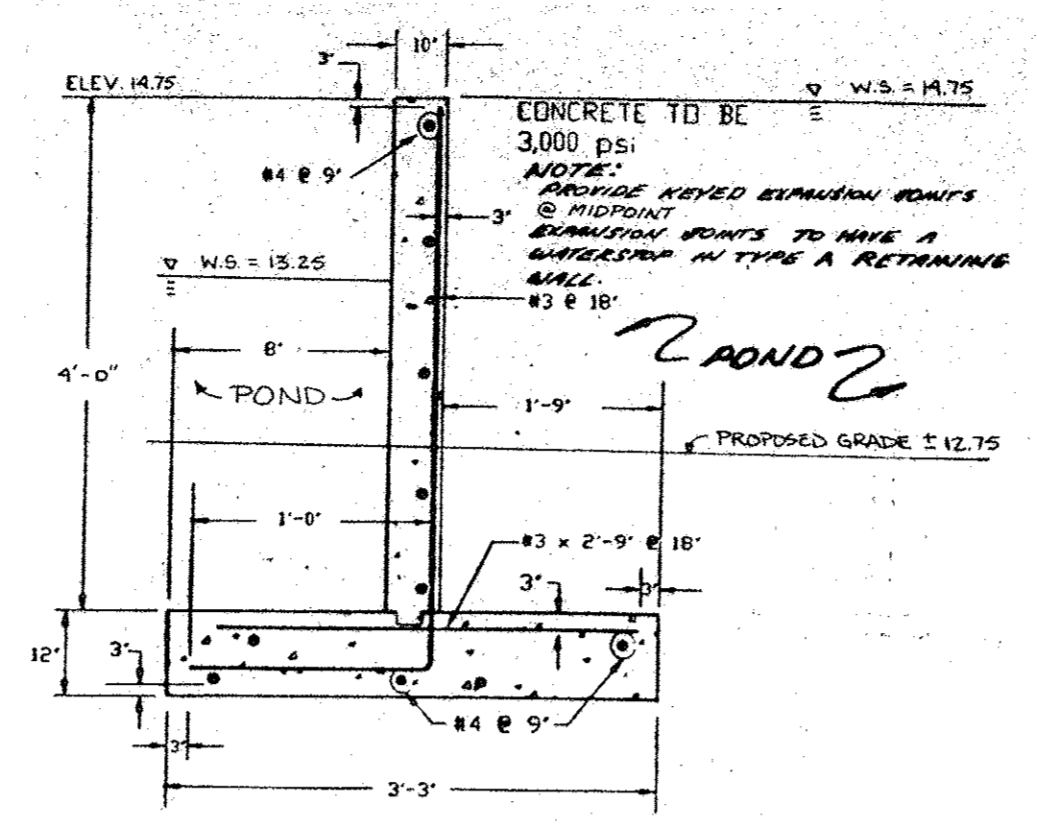 10"
3"
ELEV. 14.75
W.S. = 14.75
CONCRETE TO BE
3,000 psi
#4 @ 9"
NOTE:
PROVIDE KEYED EXPANSION JOINTS
@ MIDPOINT
3"
EXPANSION JOINTS TO HAVE A
WATERSTOP IN TYPE A RETAINING
WALL.
W.S. = 13.25
#3 @ 18"
8"
POND
4'-0"
POND
1'-9"
PROPOSED GRADE ± 12.75
1'-0"
#3 x 2'-9" @ 18"
3"
3"
12"
3"
#4 @ 9"
3"
3'-3"